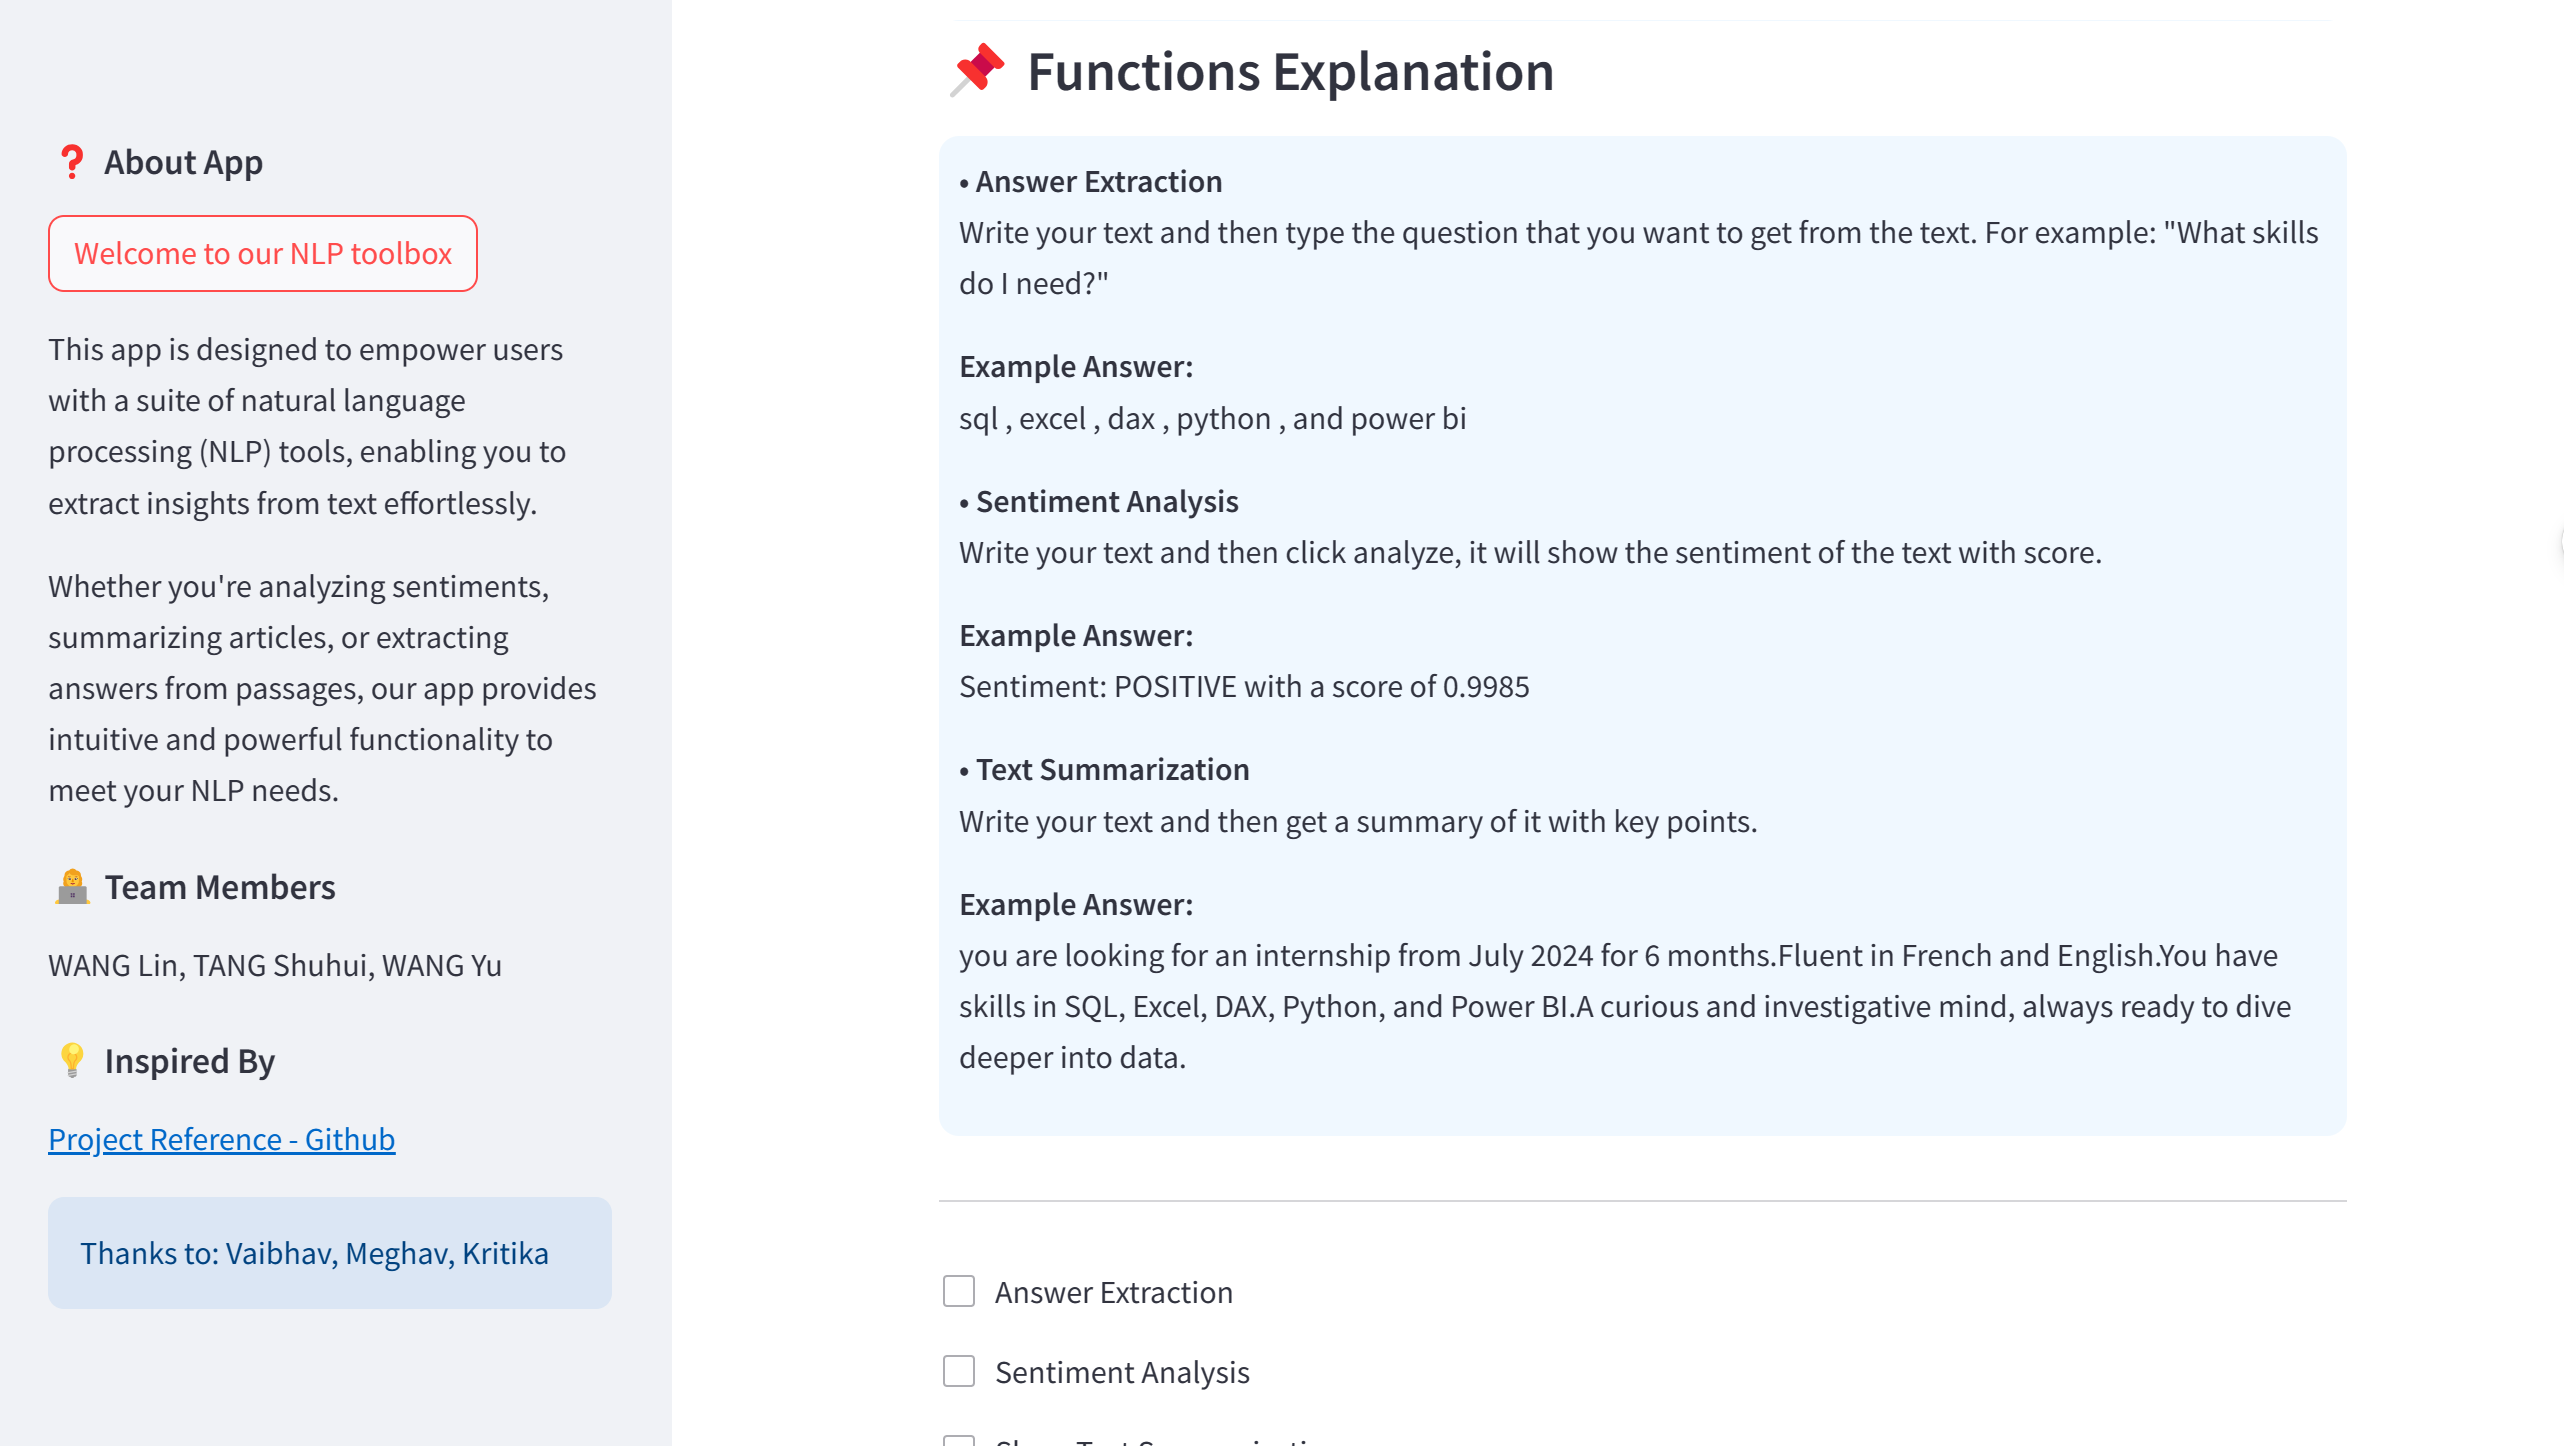 About App
Welcome to our NLP toolbox
This app is designed to empower users
with a suite of natural language
processing (NLP) tools, enabling you to
extract insights from text effortlessly.
Whether you're analyzing sentiments,
summarizing articles, or extracting
answers from passages, our app provides
intuitive and powerful functionality to
meet your NLP needs.
Team Members
WANG Lin, TANG Shuhui, WANG Yu
Inspired By
Project Reference - Github
Thanks to: Vaibhav, Meghav, Kritika
Functions Explanation
• Answer Extraction
Write your text and then type the question that you want to get from the text. For example: "What skills
do I need?"
Example Answer:
sql , excel , dax , python , and power bi
• Sentiment Analysis
Write your text and then click analyze, it will show the sentiment of the text with score.
Example Answer:
Sentiment: POSITIVE with a score of 0.9985
• Text Summarization
Write your text and then get a summary of it with key points.
Example Answer:
you are looking for an internship from July 2024 for 6 months.Fluent in French and English.You have
skills in SQL, Excel, DAX, Python, and Power BI.A curious and investigative mind, always ready to dive
deeper into data.
Answer Extraction
Sentiment Analysis